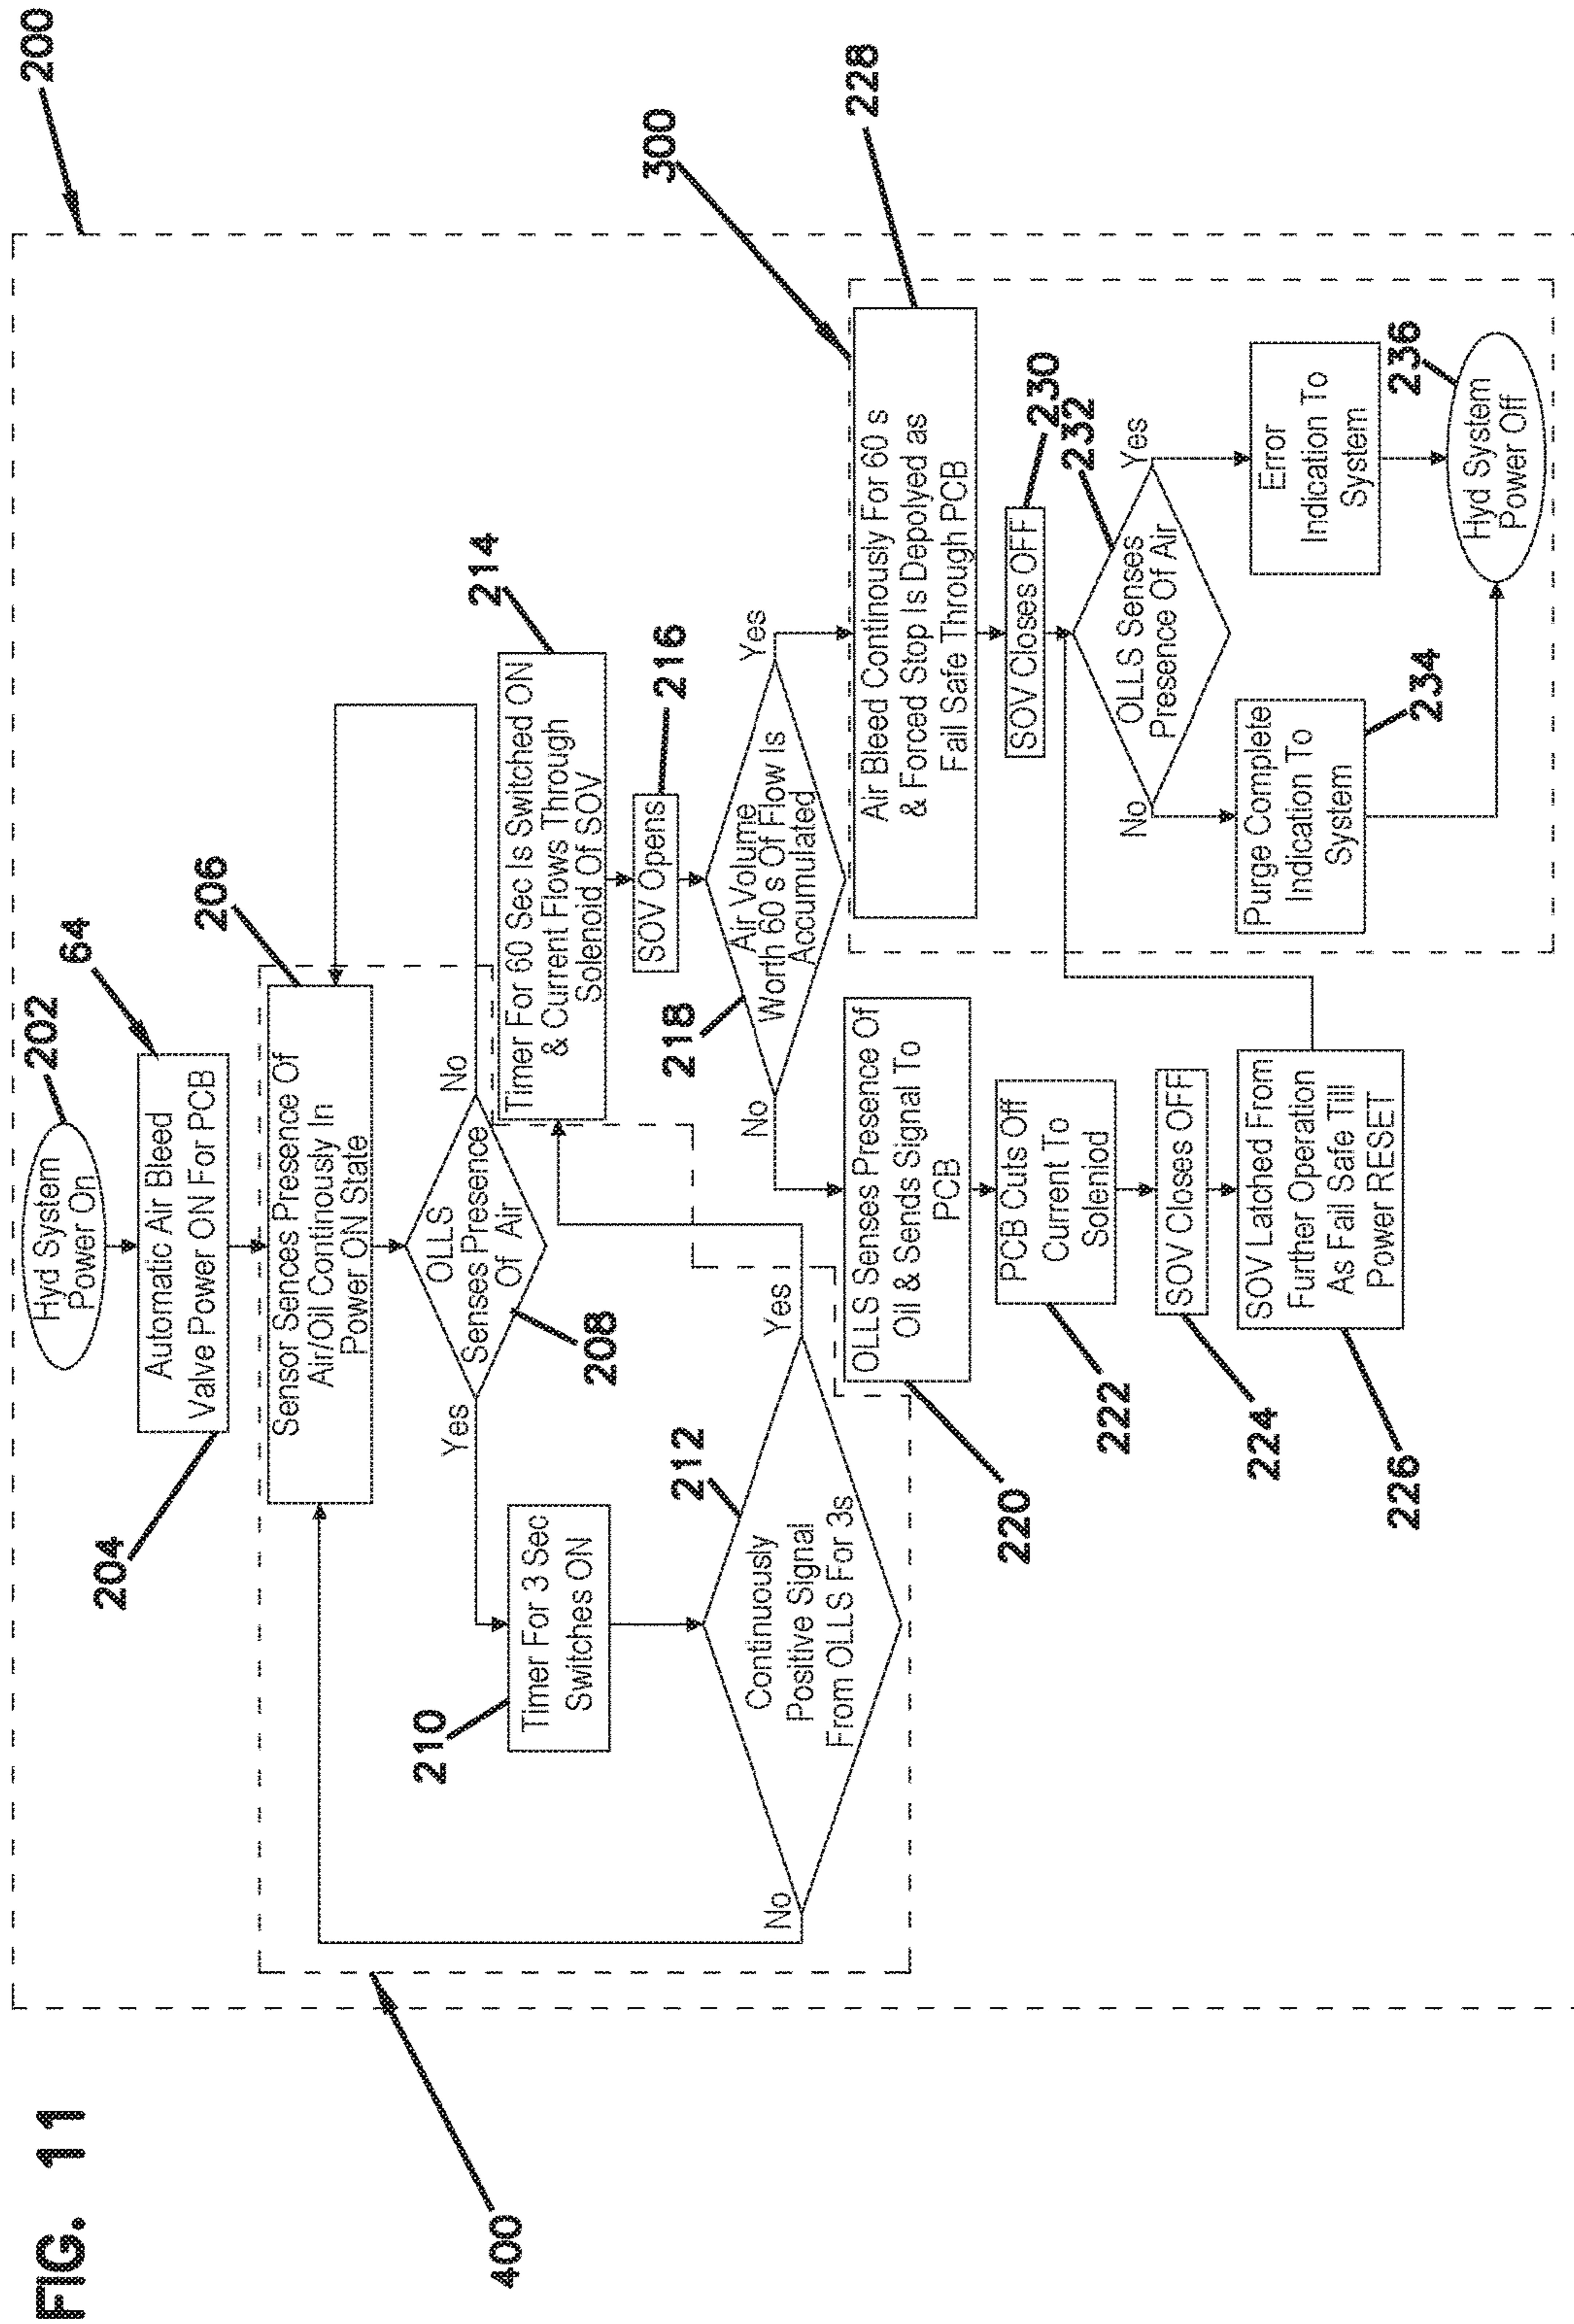 FIG. 11
200
Hyd System
Power On
202
64
Automatic Air Bleed
Valve Power ON For PCB
204
206
Sensor Sences Presence Of
Air/Oil Continously In
Power ON State
400
OLLS
Senses Presence
Of Air
208
Yes
No
210
Timer For 3 Sec
Switches ON
212
Continuously
Positive Signal
From OLLS For 3s
No
Yes
214
Timer For 60 Sec Is Switched ON
& Current Flows Through
Solenoid Of SOV
SOV Opens
216
218
Air Volume
Worth 60 s Of Flow Is
Accumulated
No
Yes
OLLS Senses Presence Of
Oil & Sends Signal To
PCB
220
PCB Cuts Off
Current To
Soleniod
222
SOV Closes OFF
224
SOV Latched From
Further Operation
As Fail Safe Till
Power RESET
226
300
228
Air Bleed Continously For 60 s
& Forced Stop Is Depolyed as
Fail Safe Through PCB
SOV Closes OFF
230
232
OLLS Senses
Presence Of Air
No
Yes
Purge Complete
Indication To
System
234
Error
Indication To
System
236
Hyd System
Power Off